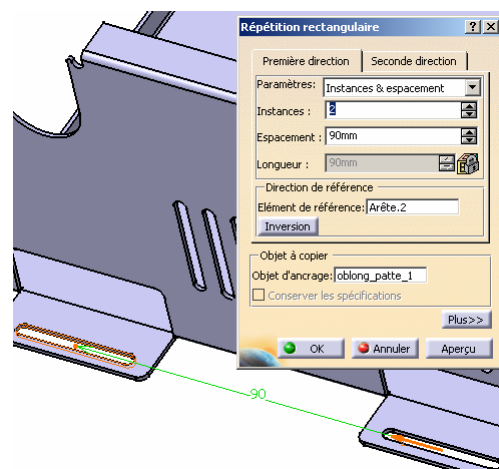 Répétition rectangulaire
Première direction
Seconde direction
Paramètres: Instances & espacement
Instances : 2
Espacement : 90mm
Longueur : 90mm
Direction de référence
Elément de référence: Arête.2
Inversion
Objet à copier
Objet d'ancrage: oblong_patte_1
Conserver les spécifications
Plus>>
OK
Annuler
Aperçu
90